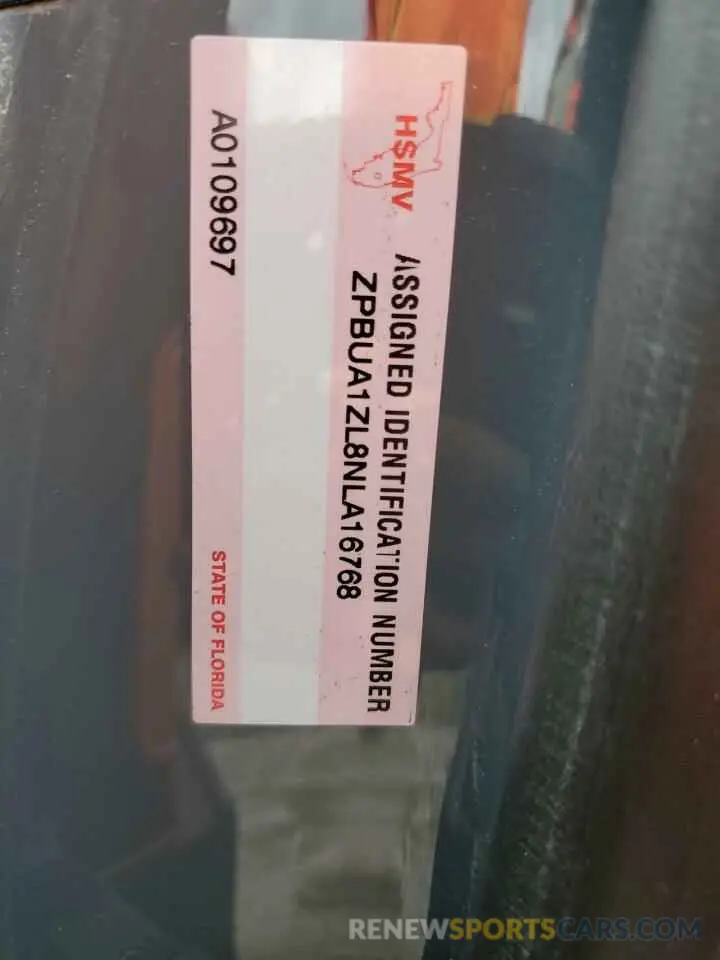 HSMV
ASSIGNED IDENTIFICATION NUMBER
ZPBUA1ZL8NLA16768
A0109697
STATE OF FLORIDA
RENEWSPORTSCARS.COM